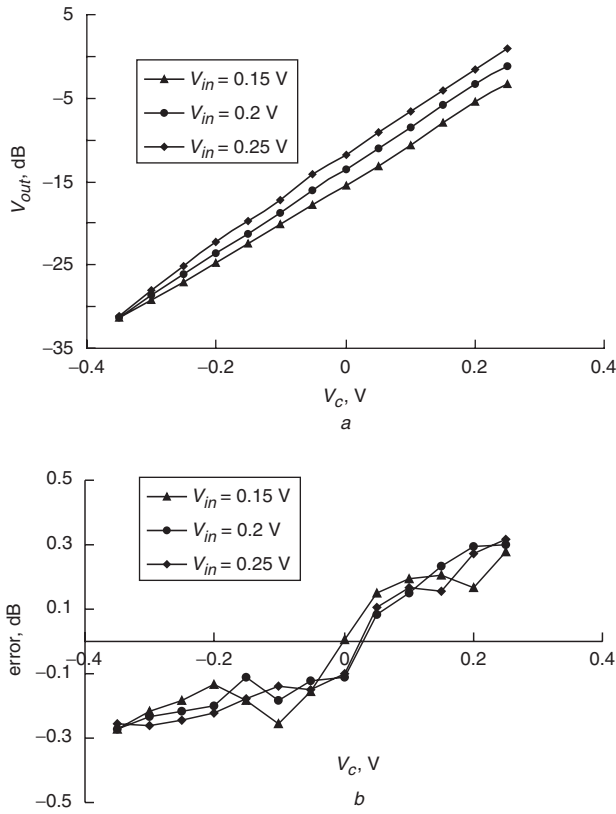 5
−5
−15
−25
−35
V_out, dB
V_in = 0.15 V
V_in = 0.2 V
V_in = 0.25 V
−0.4 −0.2 0 0.2 0.4
V_c, V
a
0.5
0.3
0.1
−0.1
−0.3
−0.5
error, dB
V_in = 0.15 V
V_in = 0.2 V
V_in = 0.25 V
−0.4 −0.2 0 0.2 0.4
V_c, V
b